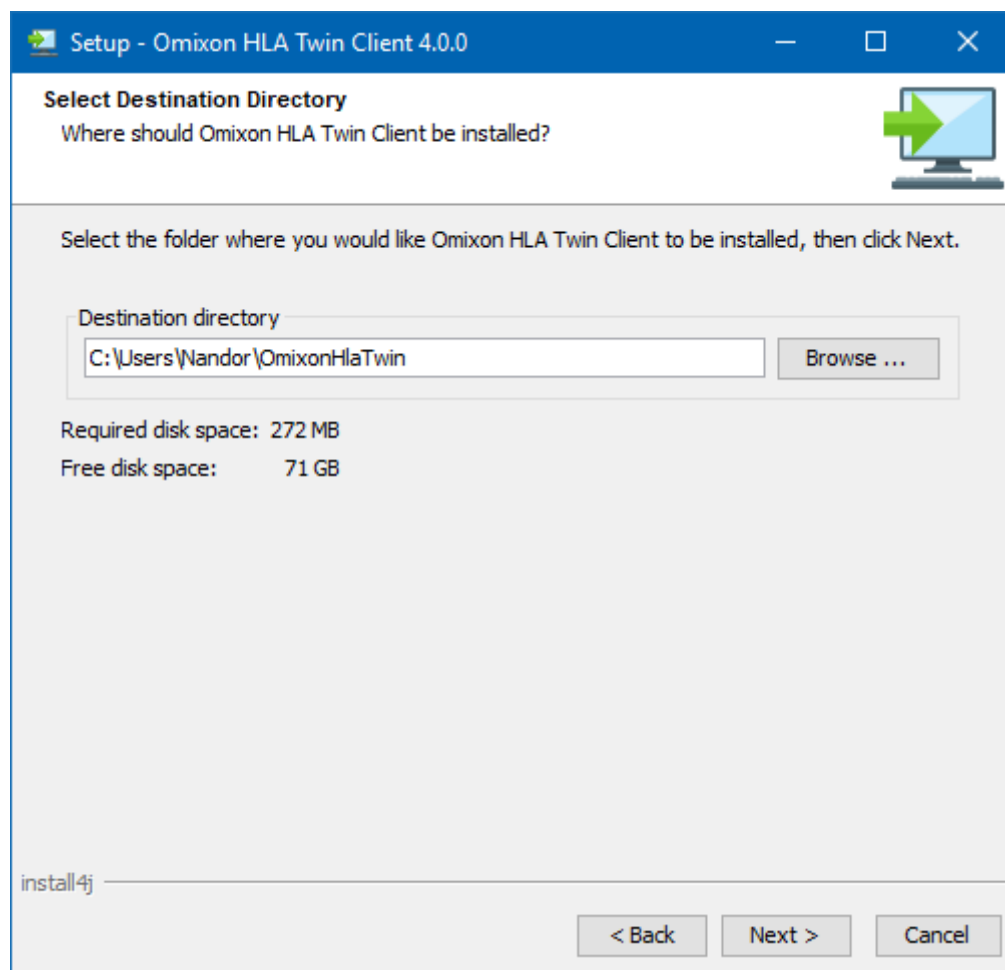 Setup - Omixon HLA Twin Client 4.0.0
Select Destination Directory
Where should Omixon HLA Twin Client be installed?
Select the folder where you would like Omixon HLA Twin Client to be installed, then click Next.
Destination directory
C:\Users\Nandor\OmixonHlaTwin
Browse ...
Required disk space: 272 MB
Free disk space: 71 GB
install4j
< Back Next > Cancel